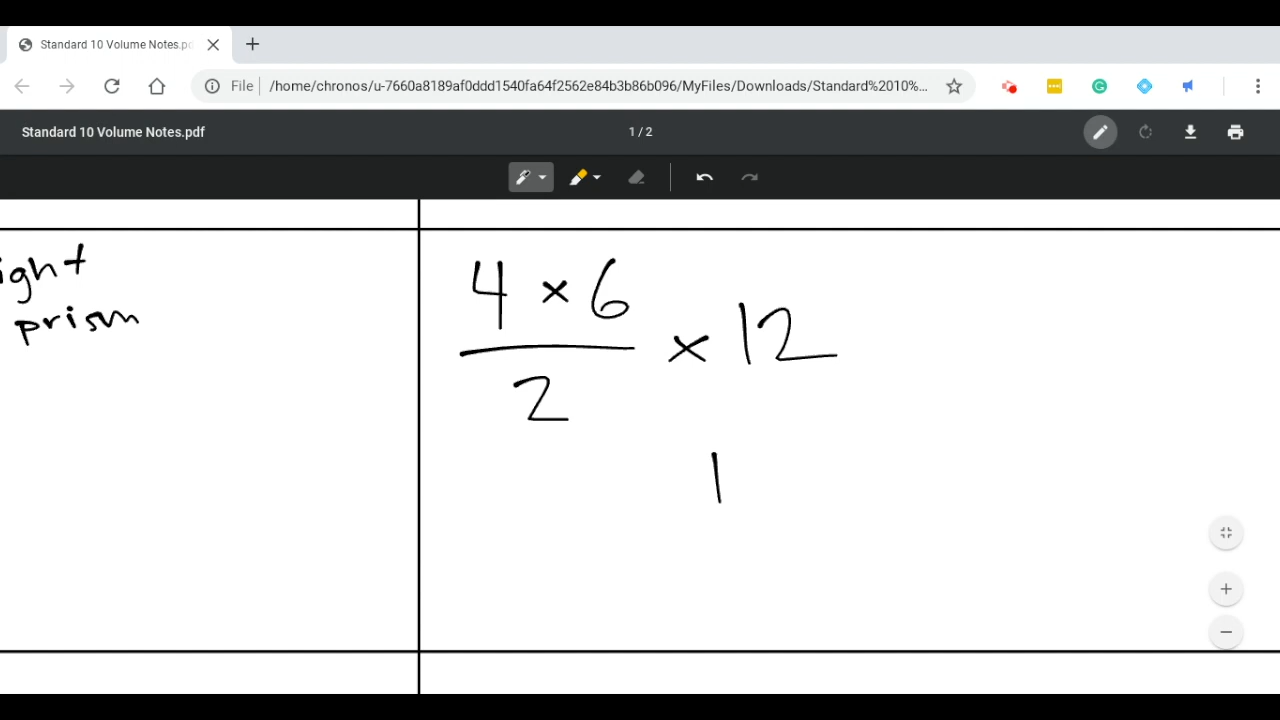 Standard 10 Volume Notes.pd
File
/home/chronos/u-7660a8189af0ddd1540fa64f2562e84b3b86b096/MyFiles/Downloads/Standard%2010%...
Standard 10 Volume Notes.pdf
1 / 2
ight
prism
4 × 6
2
× 12
1